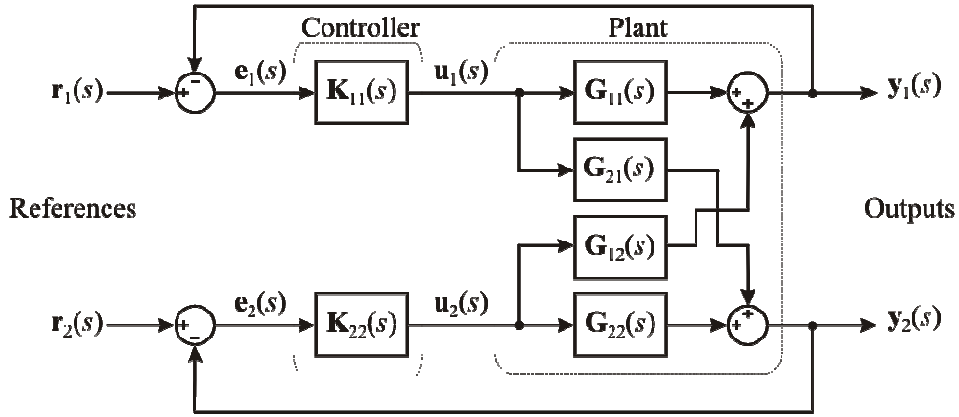 Controller Plant
r₁(s) + - e₁(s) K₁₁(s) u₁(s) G₁₁(s) + + y₁(s)
G₂₁(s)
References Outputs
G₁₂(s)
r₂(s) + - e₂(s) K₂₂(s) u₂(s) G₂₂(s) + + y₂(s)